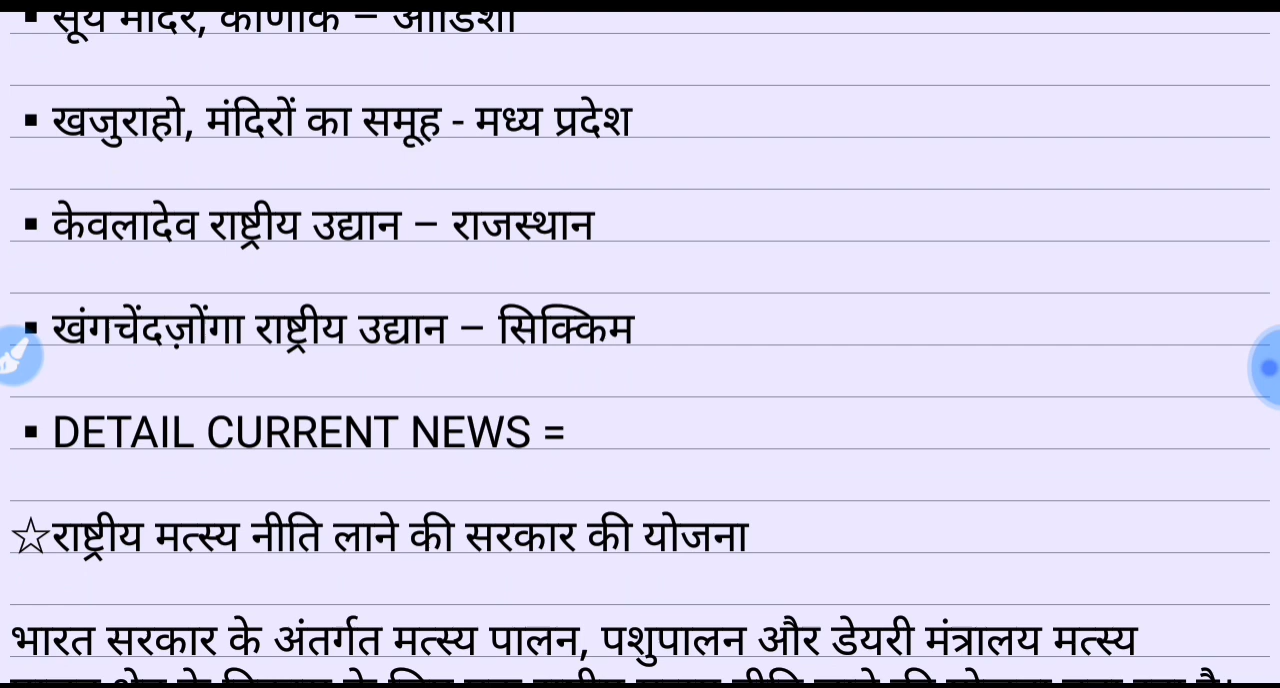 ▪ सूर्य मंदिर, कोणार्क – ओडिशा
▪ खजुराहो, मंदिरों का समूह - मध्य प्रदेश
▪ केवलादेव राष्ट्रीय उद्यान – राजस्थान
▪ खंगचेंदज़ोंगा राष्ट्रीय उद्यान – सिक्किम
▪ DETAIL CURRENT NEWS =
☆राष्ट्रीय मत्स्य नीति लाने की सरकार की योजना
भारत सरकार के अंतर्गत मत्स्य पालन, पशुपालन और डेयरी मंत्रालय मत्स्य